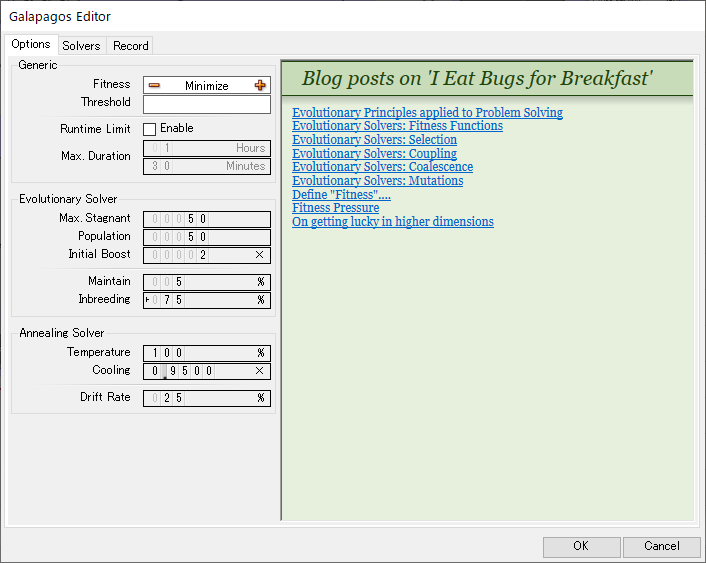 Galapagos Editor
Options Solvers Record
Generic
Fitness Minimize
Threshold
Runtime Limit Enable
Max. Duration 0 1 Hours
3 0 Minutes
Evolutionary Solver
Max. Stagnant 0 0 0 5 0
Population 0 0 0 5 0
Initial Boost 0 0 0 0 2 ×
Maintain 0 0 5 %
Inbreeding 0 7 5 %
Annealing Solver
Temperature 1 0 0 %
Cooling 0 . 9 5 0 0 ×
Drift Rate 0 2 5 %
Blog posts on 'I Eat Bugs for Breakfast'
Evolutionary Principles applied to Problem Solving
Evolutionary Solvers: Fitness Functions
Evolutionary Solvers: Selection
Evolutionary Solvers: Coupling
Evolutionary Solvers: Coalescence
Evolutionary Solvers: Mutations
Define "Fitness"....
Fitness Pressure
On getting lucky in higher dimensions
OK Cancel